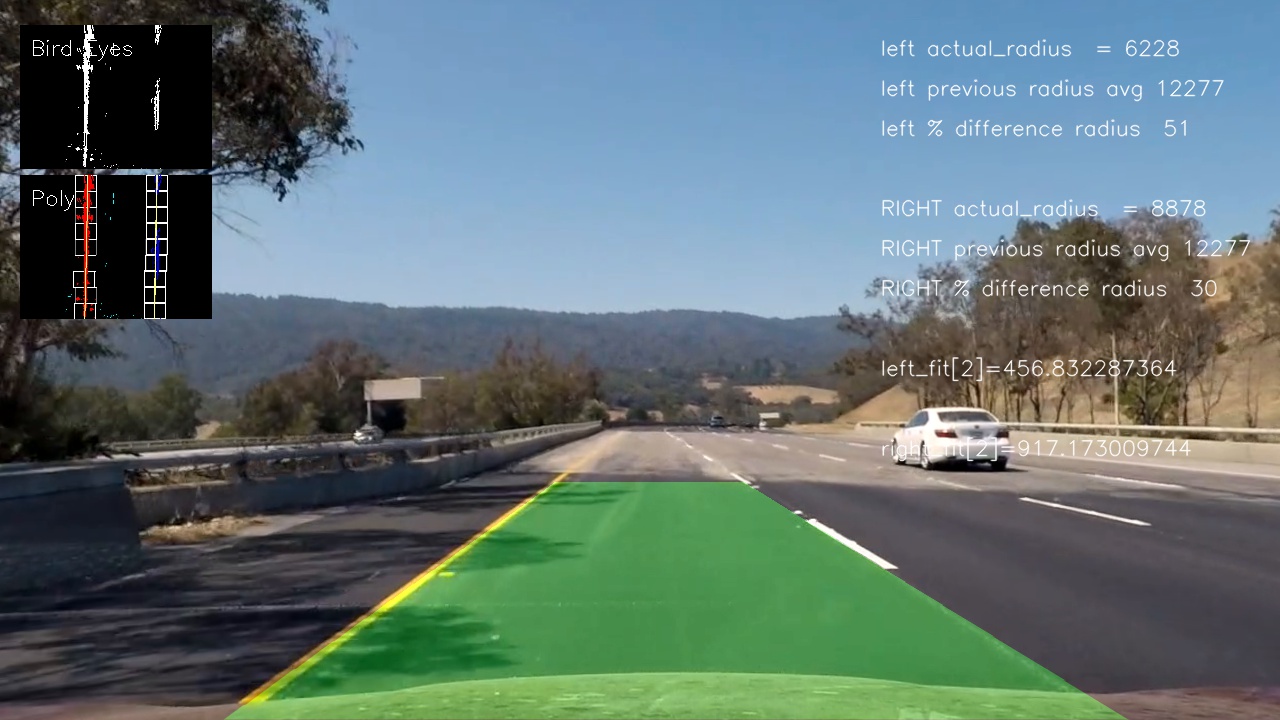 Bird-Eyes
Poly
left actual_radius = 6228
left previous radius avg 12277
left % difference radius 51
RIGHT actual_radius = 8878
RIGHT previous radius avg 12277
RIGHT % difference radius 30
left_fit[2]=456.832287364
right_fit[2]=917.173009744